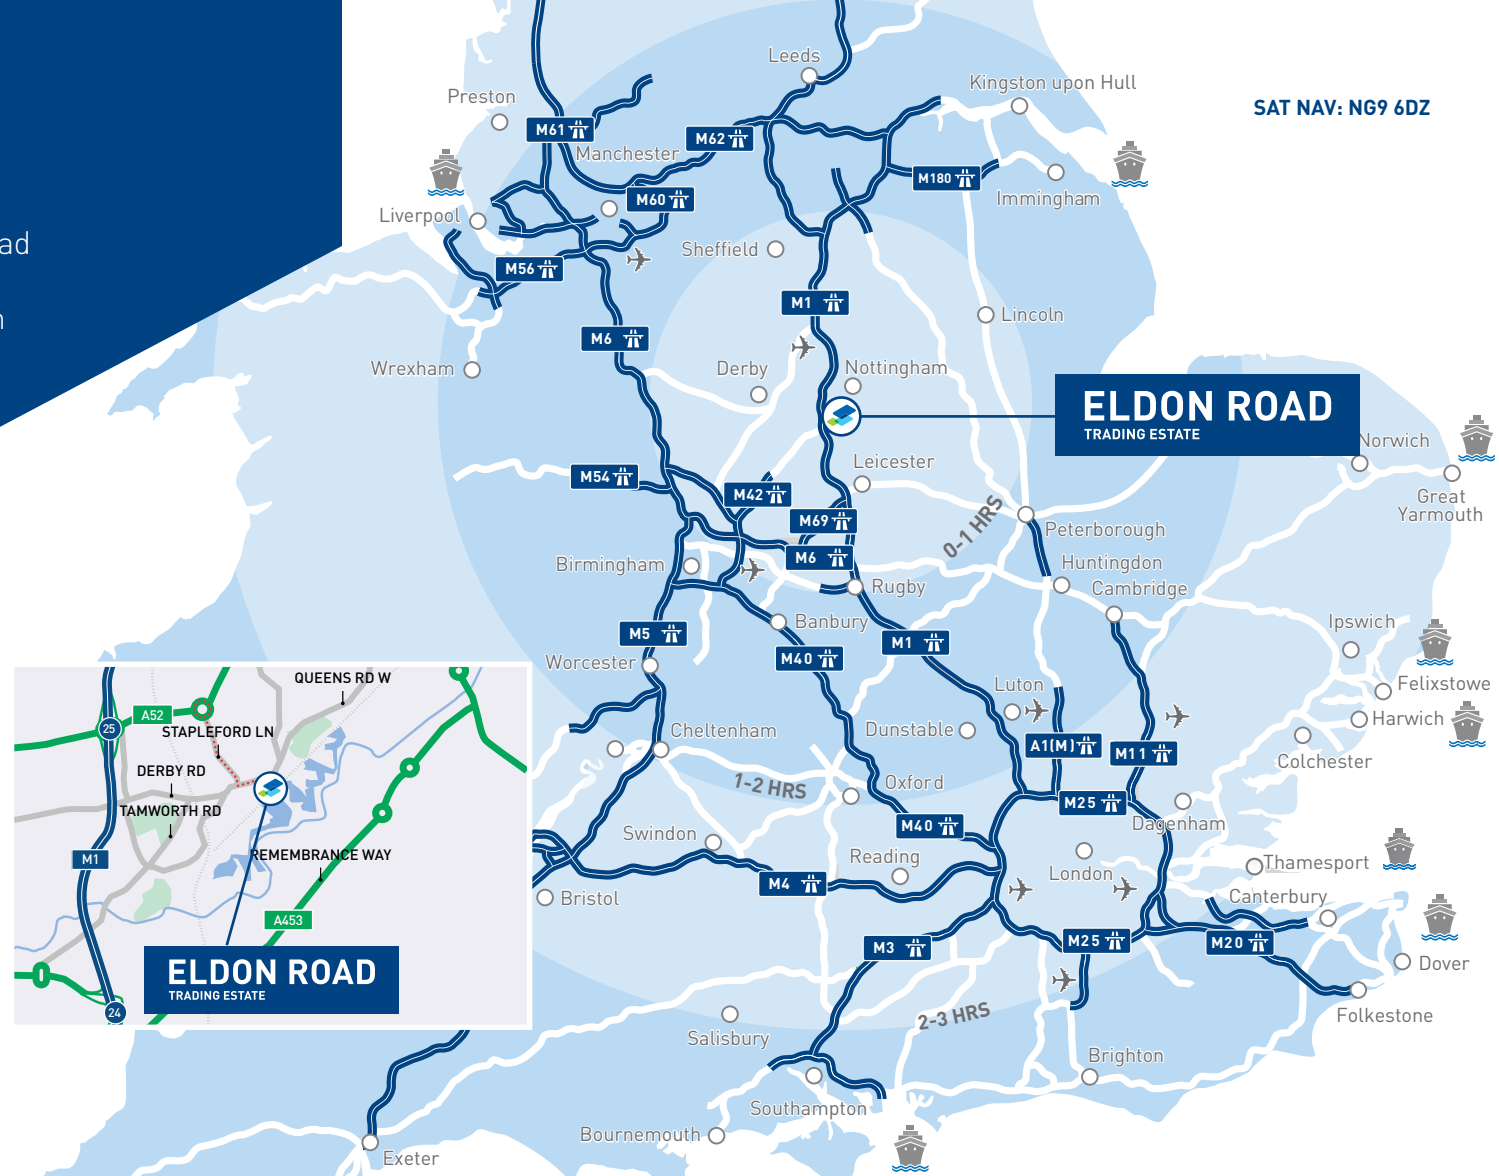 ad
n
SAT NAV: NG9 6DZ
Leeds
Kingston upon Hull
Preston
M61
M62
Manchester
M180
Immingham
M60
Liverpool
Sheffield
M56
M1
Lincoln
M6
Wrexham
Derby
Nottingham
ELDON ROAD
TRADING ESTATE
Norwich
Great
Yarmouth
Leicester
M54
M42
M69
0-1 HRS
Peterborough
M6
Birmingham
Huntingdon
Cambridge
Rugby
Banbury
Ipswich
M5
M1
M40
Worcester
Felixstowe
Luton
Harwich
Cheltenham
Dunstable
A1(M)
M11
Colchester
1-2 HRS
Oxford
M25
Dagenham
Swindon
M40
Reading
London
Thamesport
M4
Canterbury
Bristol
M3
M25
M20
Dover
2-3 HRS
Folkestone
Salisbury
Brighton
Southampton
Bournemouth
Exeter
QUEENS RD W
A52
25
STAPLEFORD LN
DERBY RD
TAMWORTH RD
M1
REMEMBRANCE WAY
A453
ELDON ROAD
TRADING ESTATE
24